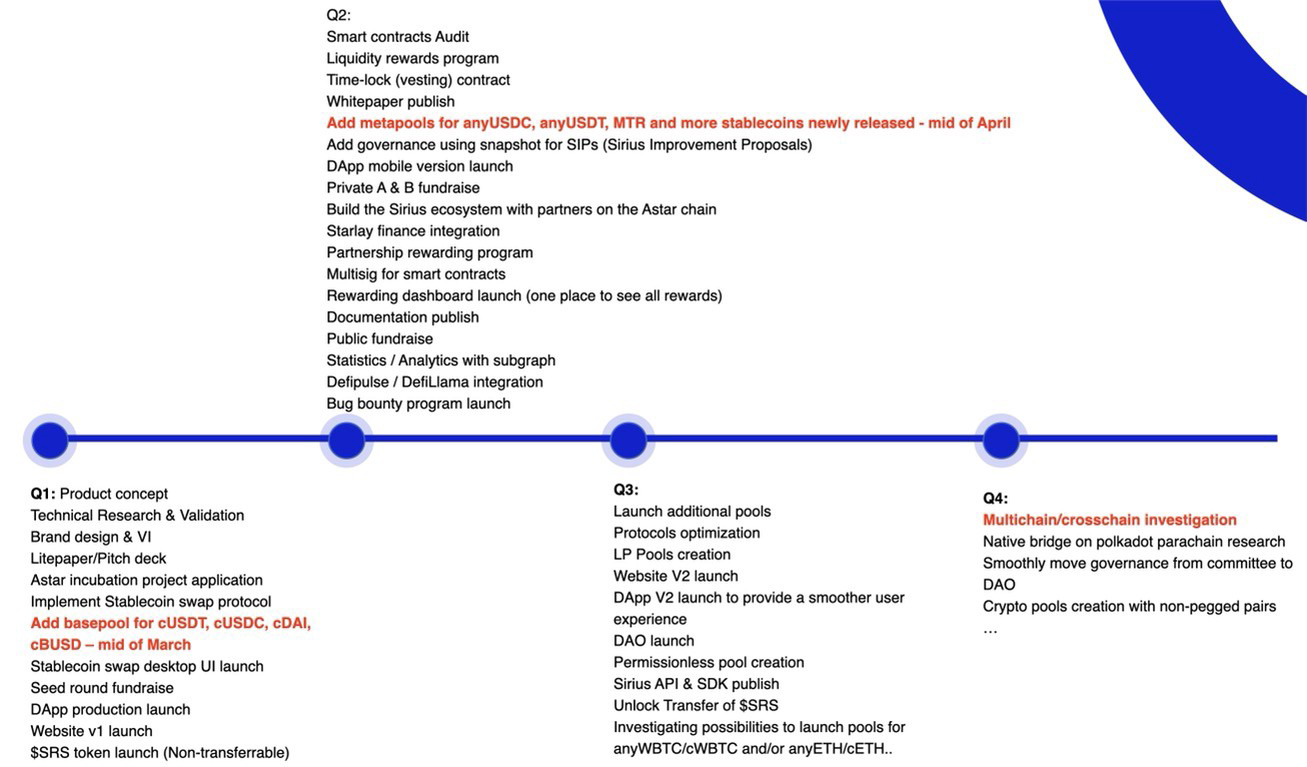 Q2:
Smart contracts Audit
Liquidity rewards program
Time-lock (vesting) contract
Whitepaper publish
Add metapools for anyUSDC, anyUSDT, MTR and more stablecoins newly released - mid of April
Add governance using snapshot for SIPs (Sirius Improvement Proposals)
DApp mobile version launch
Private A & B fundraise
Build the Sirius ecosystem with partners on the Astar chain
Starlay finance integration
Partnership rewarding program
Multisig for smart contracts
Rewarding dashboard launch (one place to see all rewards)
Documentation publish
Public fundraise
Statistics / Analytics with subgraph
Defipulse / DefiLlama integration
Bug bounty program launch
Q1: Product concept
Technical Research & Validation
Brand design & VI
Litepaper/Pitch deck
Astar incubation project application
Implement Stablecoin swap protocol
Add basepool for cUSDT, cUSDC, cDAI,
cBUSD – mid of March
Stablecoin swap desktop UI launch
Seed round fundraise
DApp production launch
Website v1 launch
$SRS token launch (Non-transferrable)
Q3:
Launch additional pools
Protocols optimization
LP Pools creation
Website V2 launch
DApp V2 launch to provide a smoother user
experience
DAO launch
Permissionless pool creation
Sirius API & SDK publish
Unlock Transfer of $SRS
Investigating possibilities to launch pools for
anyWBTC/cWBTC and/or anyETH/cETH..
Q4:
Multichain/crosschain investigation
Native bridge on polkadot parachain research
Smoothly move governance from committee to
DAO
Crypto pools creation with non-pegged pairs
…